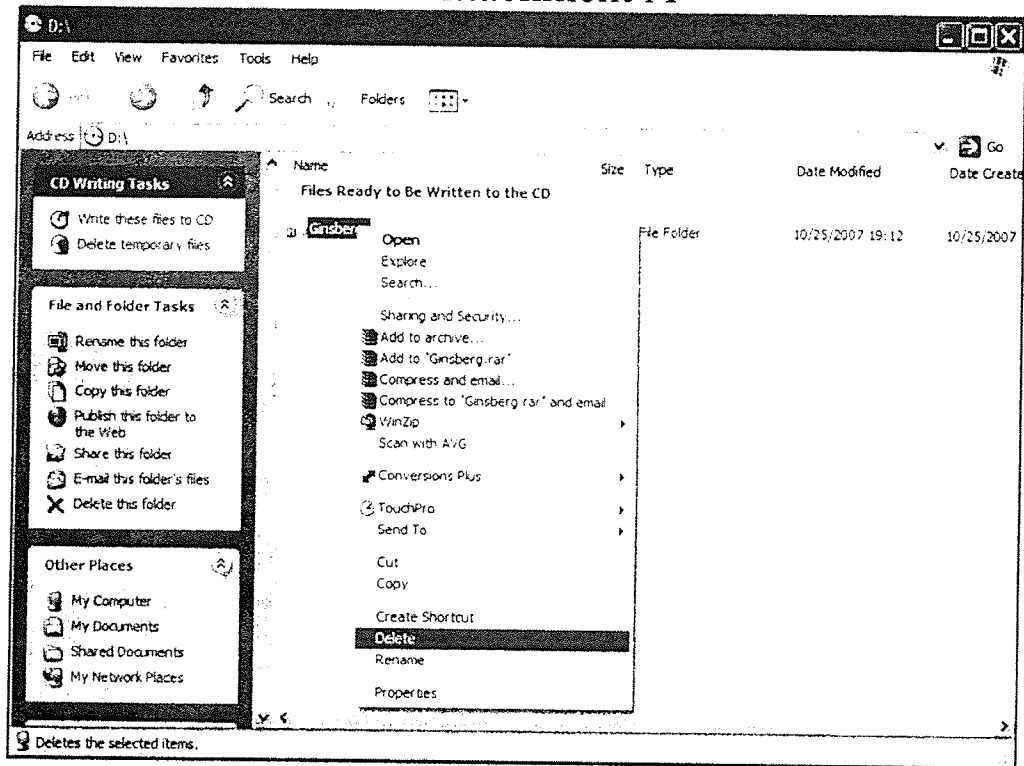 D:\
File Edit View Favorites Tools Help
Search Folders
Address D:\ Go
CD Writing Tasks
Write these files to CD
Delete temporary files
File and Folder Tasks
Rename this folder
Move this folder
Copy this folder
Publish this folder to
the Web
Share this folder
E-mail this folder's files
Delete this folder
Other Places
My Computer
My Documents
Shared Documents
My Network Places
Name Size Type Date Modified Date Create
Files Ready to Be Written to the CD
Ginsber File Folder 10/25/2007 19:12 10/25/2007
Open
Explore
Search...
Sharing and Security...
Add to archive...
Add to "Ginsberg.rar"
Compress and email...
Compress to "Ginsberg.rar" and email
WinZip
Scan with AVG
Conversions Plus
TouchPro
Send To
Cut
Copy
Create Shortcut
Delete
Rename
Properties
Deletes the selected items.